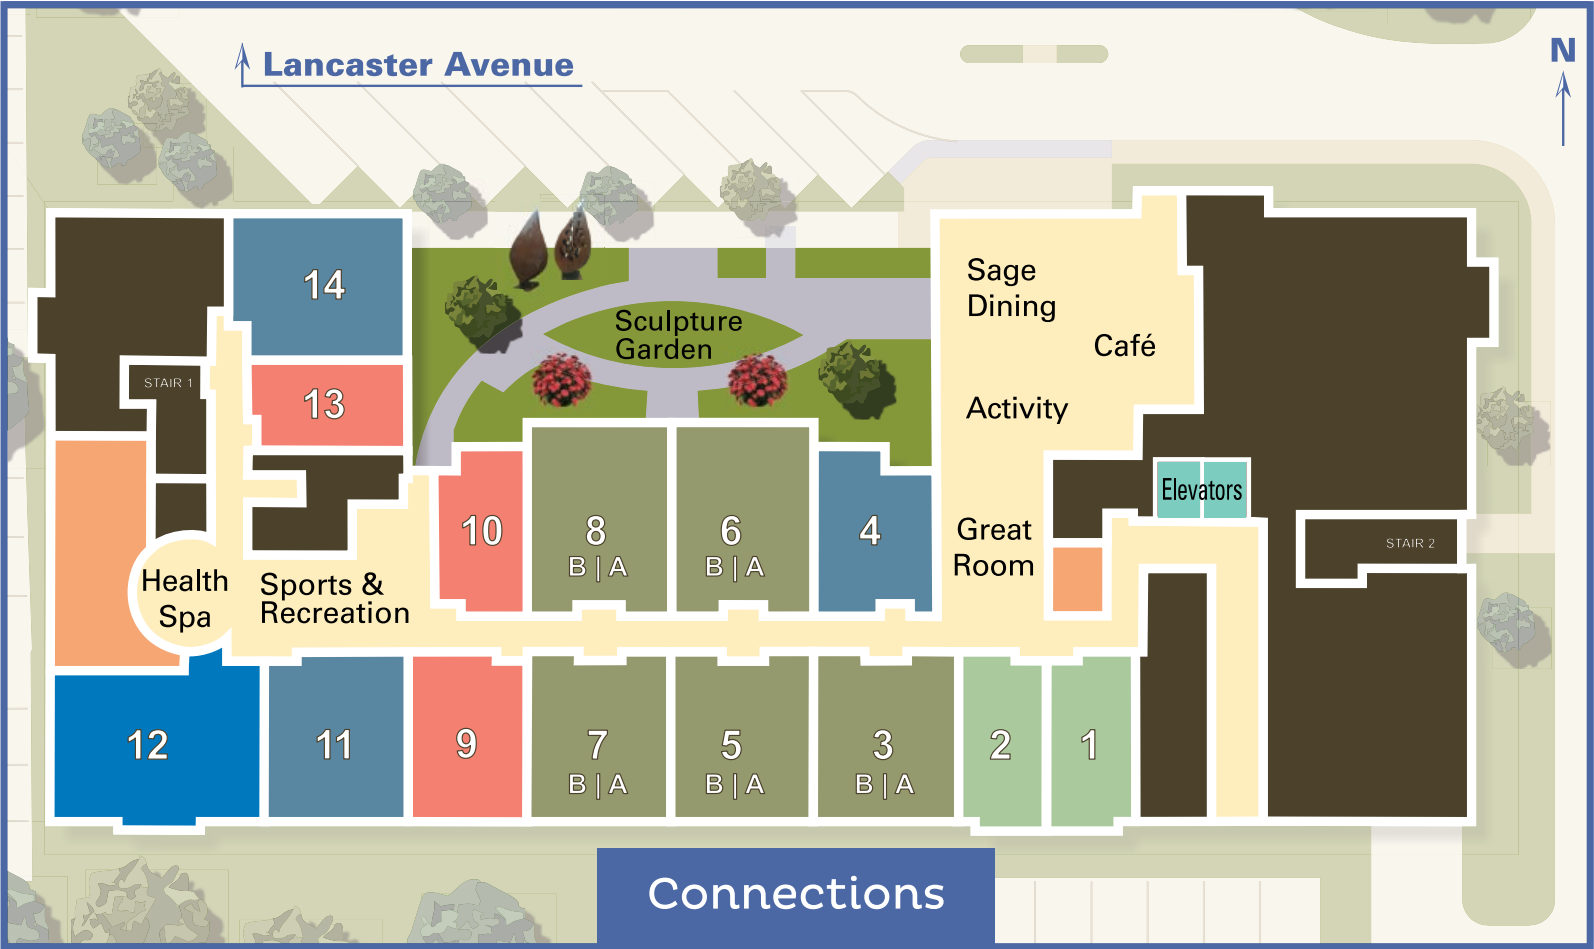 Lancaster Avenue
N
14
Sage
Dining
Sculpture
Garden
Café
STAIR 1
13
Activity
Elevators
10
8
B | A
6
B | A
4
Great
Room
STAIR 2
Health
Spa
Sports &
Recreation
12
11
9
7
B | A
5
B | A
3
B | A
2
1
Connections